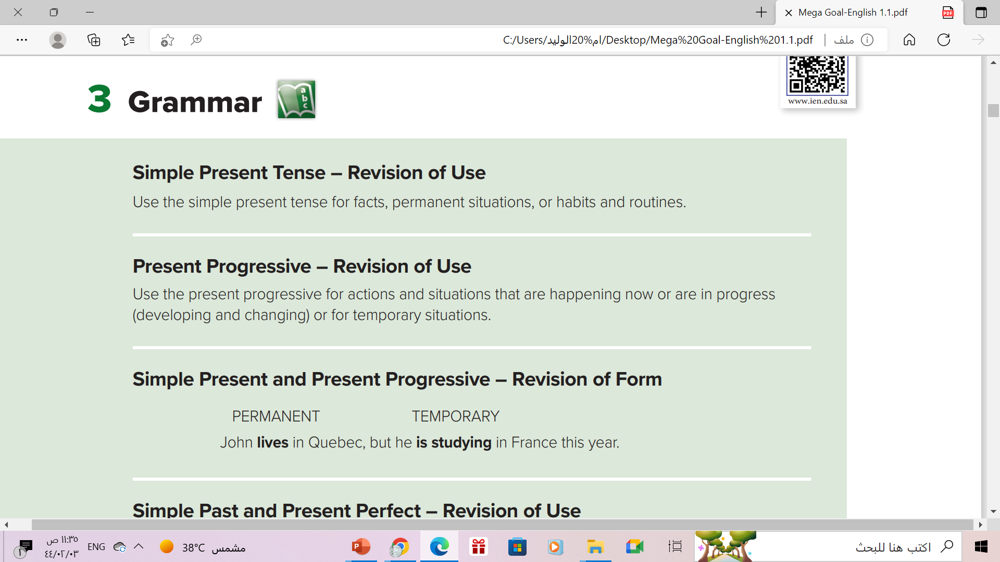 Mega Goal-English 1.1.pdf
PDF
C:/Users/ام%20الوليد/Desktop/Mega%20Goal-English%201.1.pdf
ملف
www.ien.edu.sa
3 Grammar
a
b
c
Simple Present Tense – Revision of Use
Use the simple present tense for facts, permanent situations, or habits and routines.
Present Progressive – Revision of Use
Use the present progressive for actions and situations that are happening now or are in progress
(developing and changing) or for temporary situations.
Simple Present and Present Progressive – Revision of Form
PERMANENT TEMPORARY
John lives in Quebec, but he is studying in France this year.
Simple Past and Present Perfect – Revision of Use
١
١١:٣٥ ص
٤٤/٠٢/٠٣
ENG
38°C مشمس
P
اكتب هنا للبحث